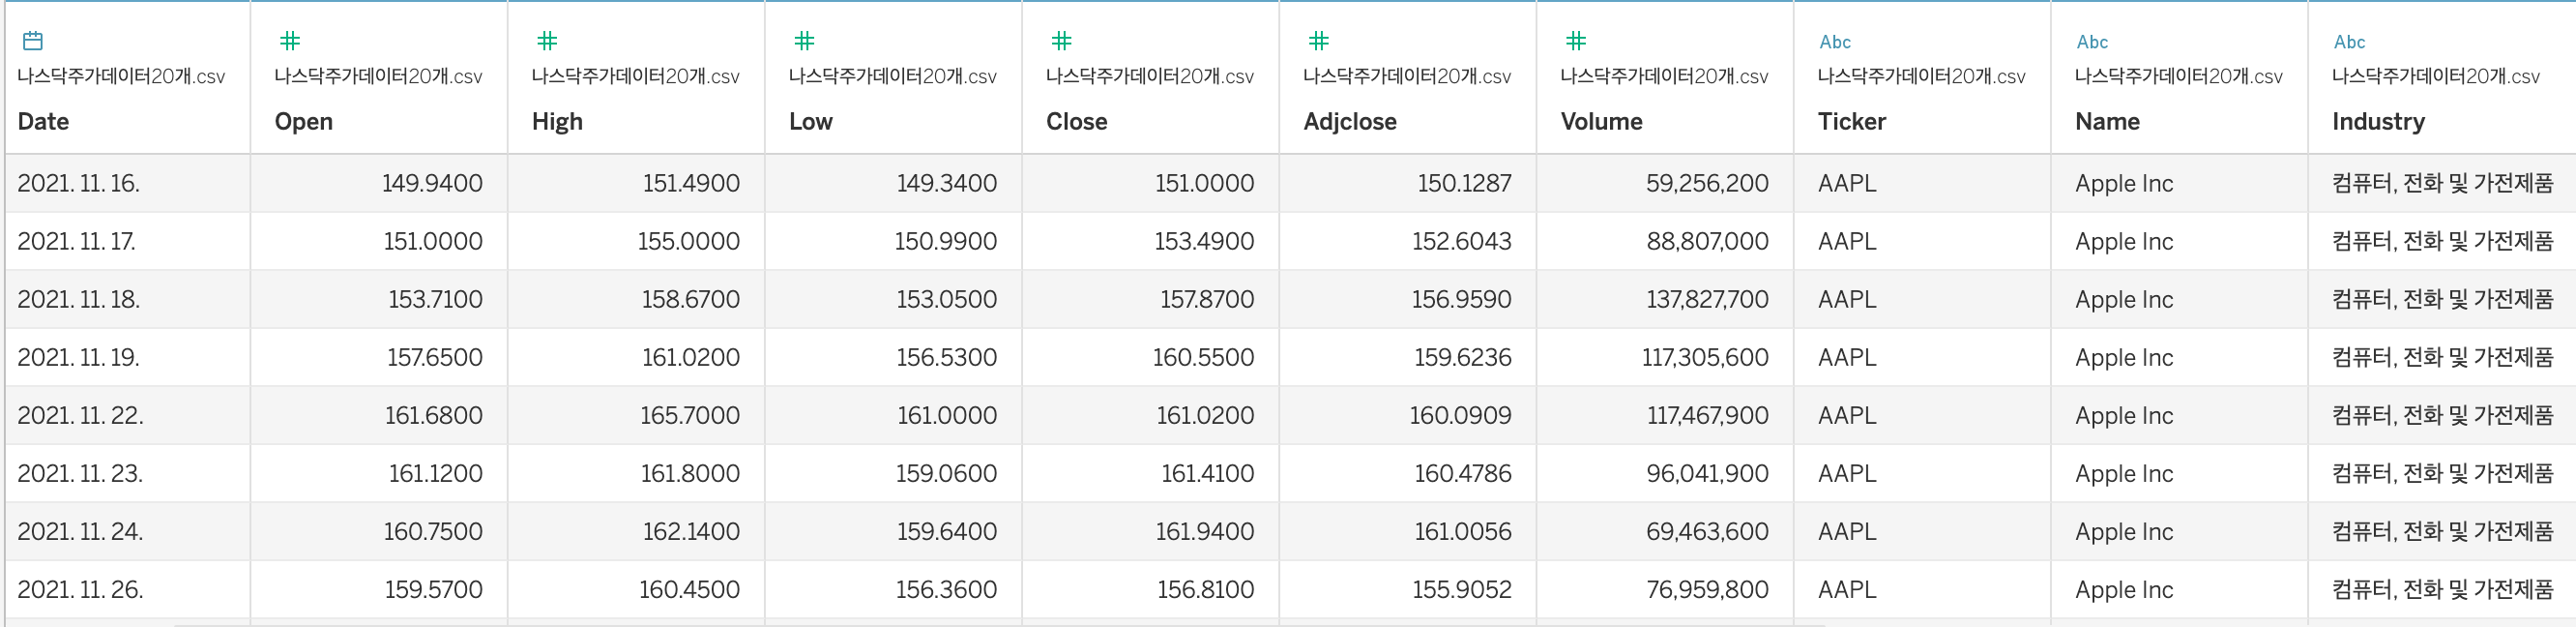 Abc Abc Abc
나스닥주가데이터20개.csv 나스닥주가데이터20개.csv 나스닥주가데이터20개.csv 나스닥주가데이터20개.csv 나스닥주가데이터20개.csv 나스닥주가데이터20개.csv 나스닥주가데이터20개.csv 나스닥주가데이터20개.csv 나스닥주가데이터20개.csv 나스닥주가데이터20개.csv
Date Open High Low Close Adjclose Volume Ticker Name Industry
2021. 11. 16. 149.9400 151.4900 149.3400 151.0000 150.1287 59,256,200 AAPL Apple Inc 컴퓨터, 전화 및 가전제품
2021. 11. 17. 151.0000 155.0000 150.9900 153.4900 152.6043 88,807,000 AAPL Apple Inc 컴퓨터, 전화 및 가전제품
2021. 11. 18. 153.7100 158.6700 153.0500 157.8700 156.9590 137,827,700 AAPL Apple Inc 컴퓨터, 전화 및 가전제품
2021. 11. 19. 157.6500 161.0200 156.5300 160.5500 159.6236 117,305,600 AAPL Apple Inc 컴퓨터, 전화 및 가전제품
2021. 11. 22. 161.6800 165.7000 161.0000 161.0200 160.0909 117,467,900 AAPL Apple Inc 컴퓨터, 전화 및 가전제품
2021. 11. 23. 161.1200 161.8000 159.0600 161.4100 160.4786 96,041,900 AAPL Apple Inc 컴퓨터, 전화 및 가전제품
2021. 11. 24. 160.7500 162.1400 159.6400 161.9400 161.0056 69,463,600 AAPL Apple Inc 컴퓨터, 전화 및 가전제품
2021. 11. 26. 159.5700 160.4500 156.3600 156.8100 155.9052 76,959,800 AAPL Apple Inc 컴퓨터, 전화 및 가전제품